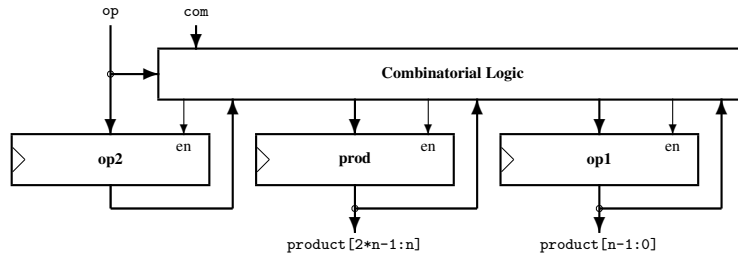 op com
Combinatorial Logic
en en en
op2 prod op1
product[2*n-1:n] product[n-1:0]